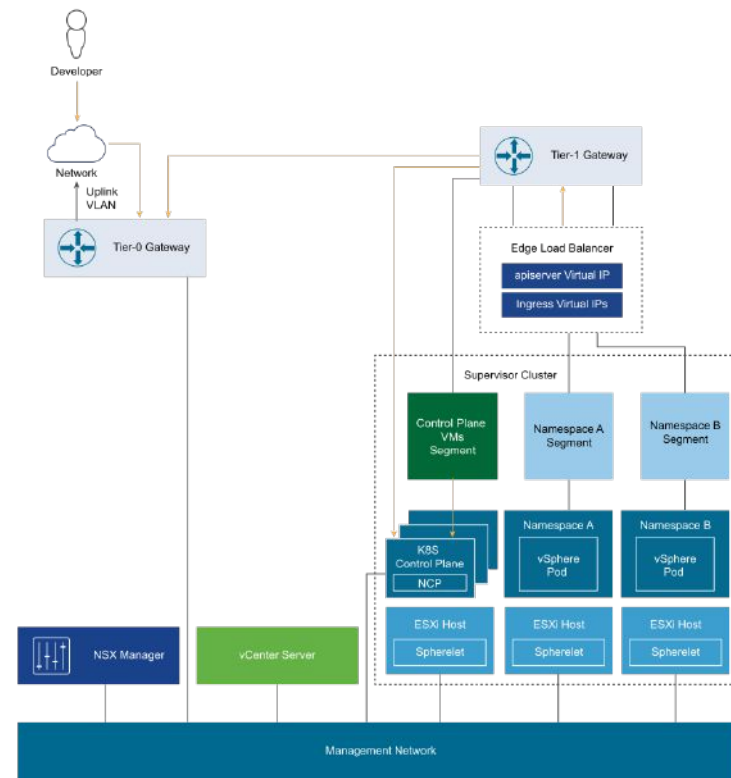 Developer
Network
Uplink
VLAN
Tier-0 Gateway
Tier-1 Gateway
Edge Load Balancer
apiserver Virtual IP
Ingress Virtual IPs
Supervisor Cluster
Control Plane
VMs
Segment
Namespace A
Segment
Namespace B
Segment
K8S
Control Plane
NCP
Namespace A
vSphere
Pod
Namespace B
vSphere
Pod
ESXi Host
Spherelet
ESXi Host
Spherelet
ESXi Host
Spherelet
NSX Manager
vCenter Server
Management Network